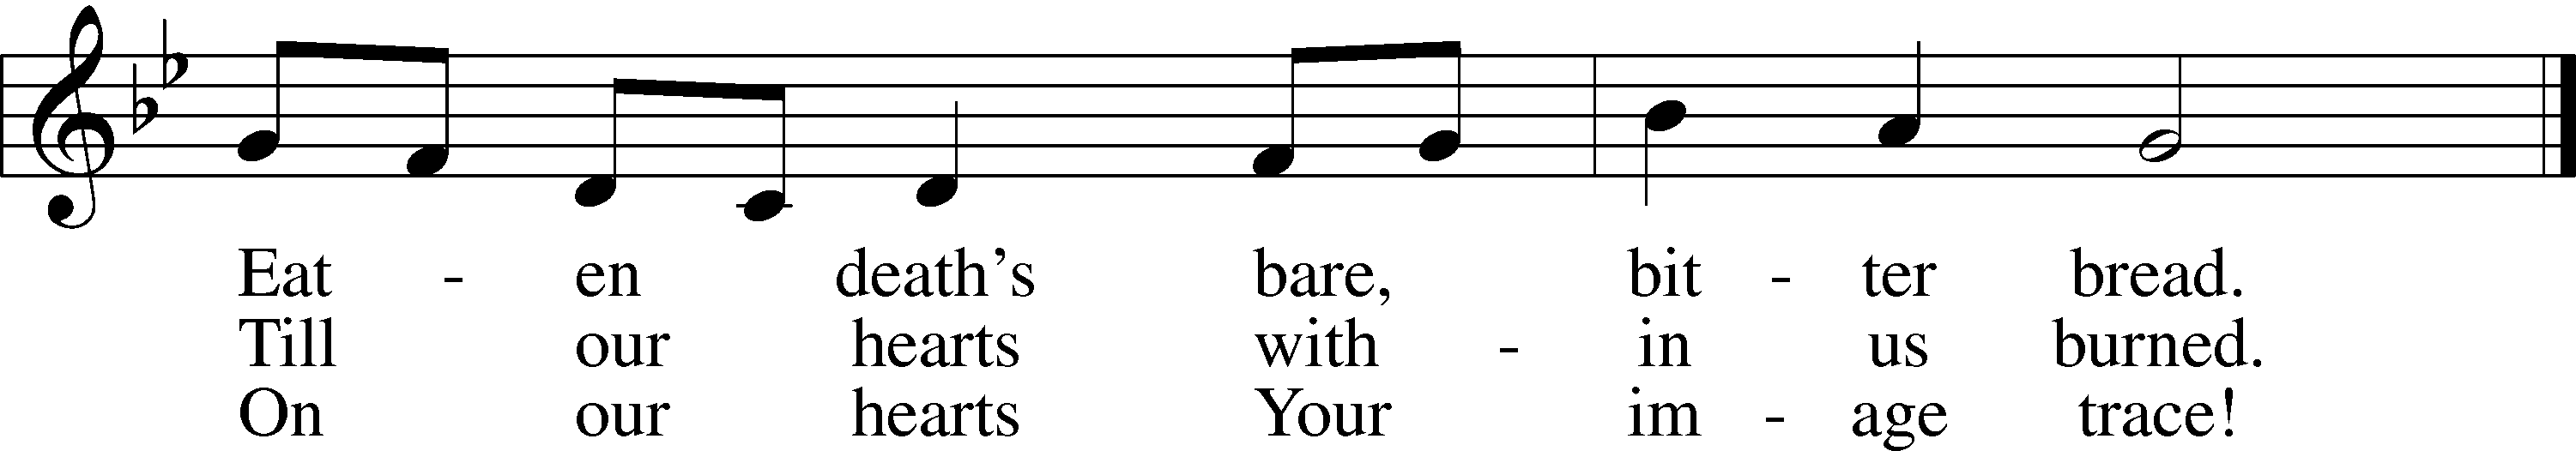 Eat - en death's bare, bit - ter bread.
Till our hearts with - in us burned.
On our hearts Your im - age trace!